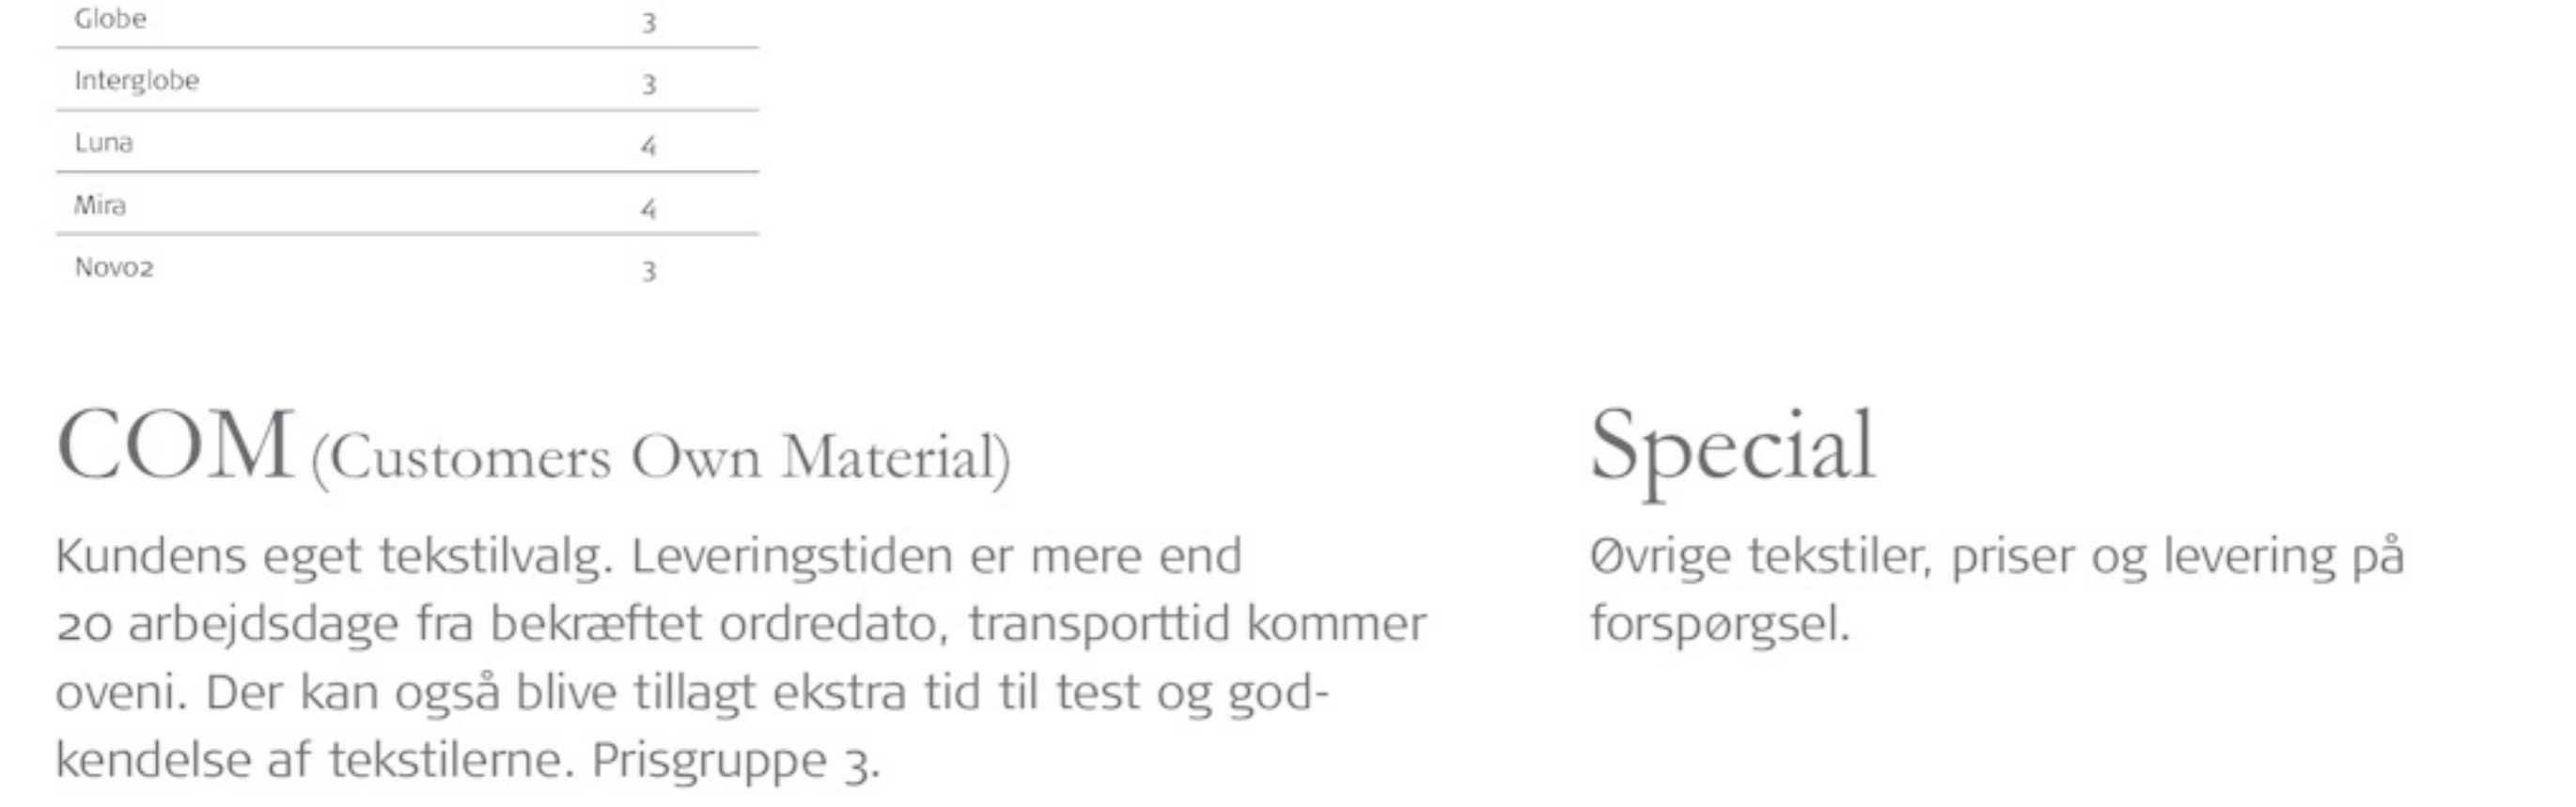 Globe 3
Interglobe 3
Luna 4
Mira 4
Novo2 3
COM (Customers Own Material)
Kundens eget tekstilvalg. Leveringstiden er mere end
20 arbejdsdage fra bekræftet ordredato, transporttid kommer
oveni. Der kan også blive tillagt ekstra tid til test og god-
kendelse af tekstilerne. Prisgruppe 3.
Special
Øvrige tekstiler, priser og levering på
forspørgsel.